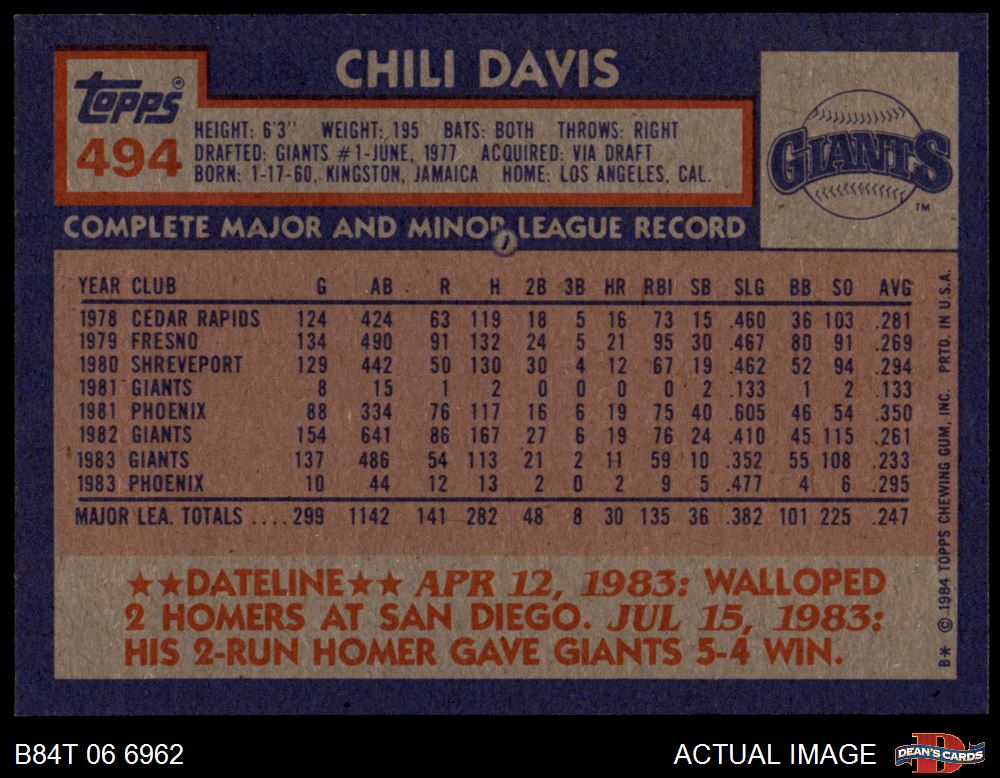 CHILI DAVIS
Topps®
494
HEIGHT: 6'3" WEIGHT: 195 BATS: BOTH THROWS: RIGHT
DRAFTED: GIANTS #1-JUNE, 1977 ACQUIRED: VIA DRAFT
BORN: 1-17-60, KINGSTON, JAMAICA HOME: LOS ANGELES, CAL.
GIANTS
TM
COMPLETE MAJOR AND MINOR LEAGUE RECORD
YEAR CLUB G AB R H 2B 3B HR RBI SB SLG BB SO AVG
1978 CEDAR RAPIDS 124 424 63 119 18 5 16 73 15 .460 36 103 .281
1979 FRESNO 134 490 91 132 24 5 21 95 30 .467 80 91 .269
1980 SHREVEPORT 129 442 50 130 30 4 12 67 19 .462 52 94 .294
1981 GIANTS 8 15 1 2 0 0 0 0 2 .133 1 2 .133
1981 PHOENIX 88 334 76 117 16 6 19 75 40 .605 46 54 .350
1982 GIANTS 154 641 86 167 27 6 19 76 24 .410 45 115 .261
1983 GIANTS 137 486 54 113 21 2 11 59 10 .352 55 108 .233
1983 PHOENIX 10 44 12 13 2 0 2 9 5 .477 4 6 .295
MAJOR LEA. TOTALS .... 299 1142 141 282 48 8 30 135 36 .382 101 225 .247
★★DATELINE★★ APR 12, 1983: WALLOPED
2 HOMERS AT SAN DIEGO. JUL 15, 1983:
HIS 2-RUN HOMER GAVE GIANTS 5-4 WIN.
B* © 1984 TOPPS CHEWING GUM, INC. PRTD. IN U.S.A.
B84T 06 6962
ACTUAL IMAGE
DEAN'S CARDS